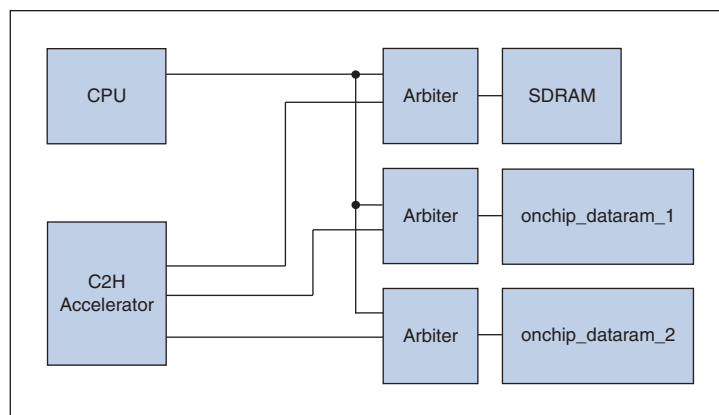 CPU
Arbiter
SDRAM
Arbiter
onchip_dataram_1
C2H
Accelerator
Arbiter
onchip_dataram_2